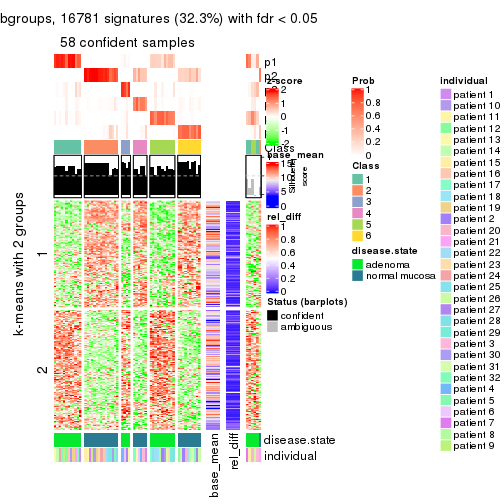 bgroups, 16781 signatures (32.3%) with fdr < 0.05
58 confident samples
p1
p2
Class
z-score
2
1
0
-1
-2
base_mean
15
10
5
0
Silhouette
score
rel_diff
1
0.8
0.6
0.4
0.2
0
Status (barplots)
confident
ambiguous
Prob
1
0.8
0.6
0.4
0.2
0
Class
1
2
3
4
5
6
disease.state
adenoma
normal mucosa
individual
patient 1
patient 10
patient 11
patient 12
patient 13
patient 14
patient 15
patient 16
patient 17
patient 18
patient 19
patient 2
patient 20
patient 21
patient 22
patient 23
patient 24
patient 25
patient 26
patient 27
patient 28
patient 29
patient 3
patient 30
patient 31
patient 32
patient 4
patient 5
patient 6
patient 7
patient 8
patient 9
k-means with 2 groups
1
2
disease.state
individual
base_mean
rel_diff